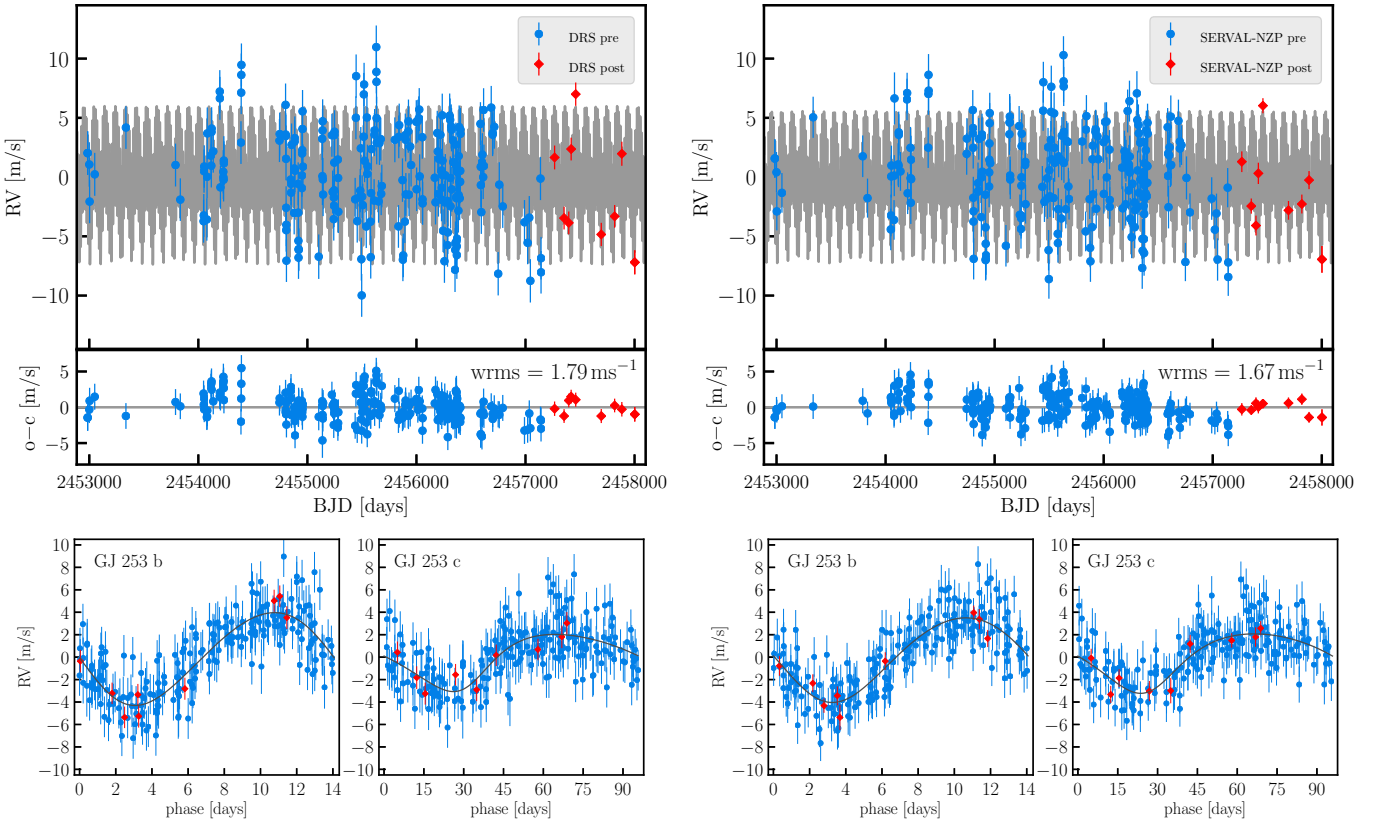 DRS pre
DRS post
RV [m/s]
10
5
0
−5
−10
o−c [m/s]
5
0
−5
wrms = 1.79 ms⁻¹
2453000 2454000 2455000 2456000 2457000 2458000
BJD [days]
SERVAL-NZP pre
SERVAL-NZP post
RV [m/s]
10
5
0
−5
−10
o−c [m/s]
5
0
−5
wrms = 1.67 ms⁻¹
2453000 2454000 2455000 2456000 2457000 2458000
BJD [days]
GJ 253 b
RV [m/s]
10
8
6
4
2
0
−2
−4
−6
−8
−10
0 2 4 6 8 10 12 14
phase [days]
GJ 253 c
10
8
6
4
2
0
−2
−4
−6
−8
−10
0 15 30 45 60 75 90
phase [days]
GJ 253 b
RV [m/s]
10
8
6
4
2
0
−2
−4
−6
−8
−10
0 2 4 6 8 10 12 14
phase [days]
GJ 253 c
10
8
6
4
2
0
−2
−4
−6
−8
−10
0 15 30 45 60 75 90
phase [days]